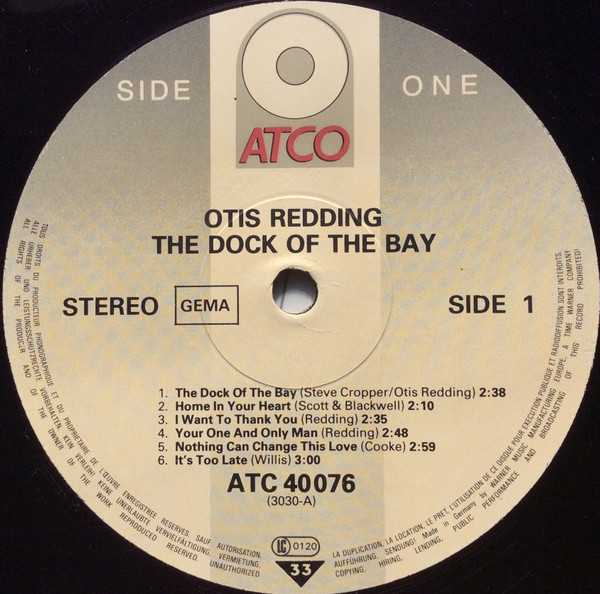 SIDE ONE
ATCO
OTIS REDDING
THE DOCK OF THE BAY
STEREO GEMA SIDE 1
1. The Dock Of The Bay (Steve Cropper/Otis Redding) 2:38
2. Home In Your Heart (Scott & Blackwell) 2:10
3. I Want To Thank You (Redding) 2:35
4. Your One And Only Man (Redding) 2:48
5. Nothing Can Change This Love (Cooke) 2:59
6. It's Too Late (Willis) 3:00
ATC 40076
(3030-A)
LC 0120
33
TOUS DROITS DU PRODUCTEUR PHONOGRAPHIQUE ET DU PROPRIETAIRE DE L'ŒUVRE ENREGISTREE RESERVES. SAUF AUTORISATION,
ALLE URHEBER UND LEISTUNGSSCHUTZRECHTE VORBEHALTEN. KEIN VERLEIH! KEINE UNERLAUBTE VERVIELFÄLTIGUNG, VERMIETUNG,
ALL RIGHTS OF THE PRODUCER AND OF THE OWNER OF THE WORK REPRODUCED RESERVED. UNAUTHORIZED
LA DUPLICATION, LA LOCATION, LE PRET, L'UTILISATION DE CE DISQUE POUR EXECUTION PUBLIQUE ET RADIODIFFUSION SONT INTERDITS.
AUFFÜHRUNG, SENDUNG! Made in Germany by WARNER MUSIC MANUFACTURING EUROPE. A TIME WARNER COMPANY
COPYING, HIRING, LENDING, PUBLIC PERFORMANCE AND BROADCASTING OF THIS RECORD PROHIBITED!